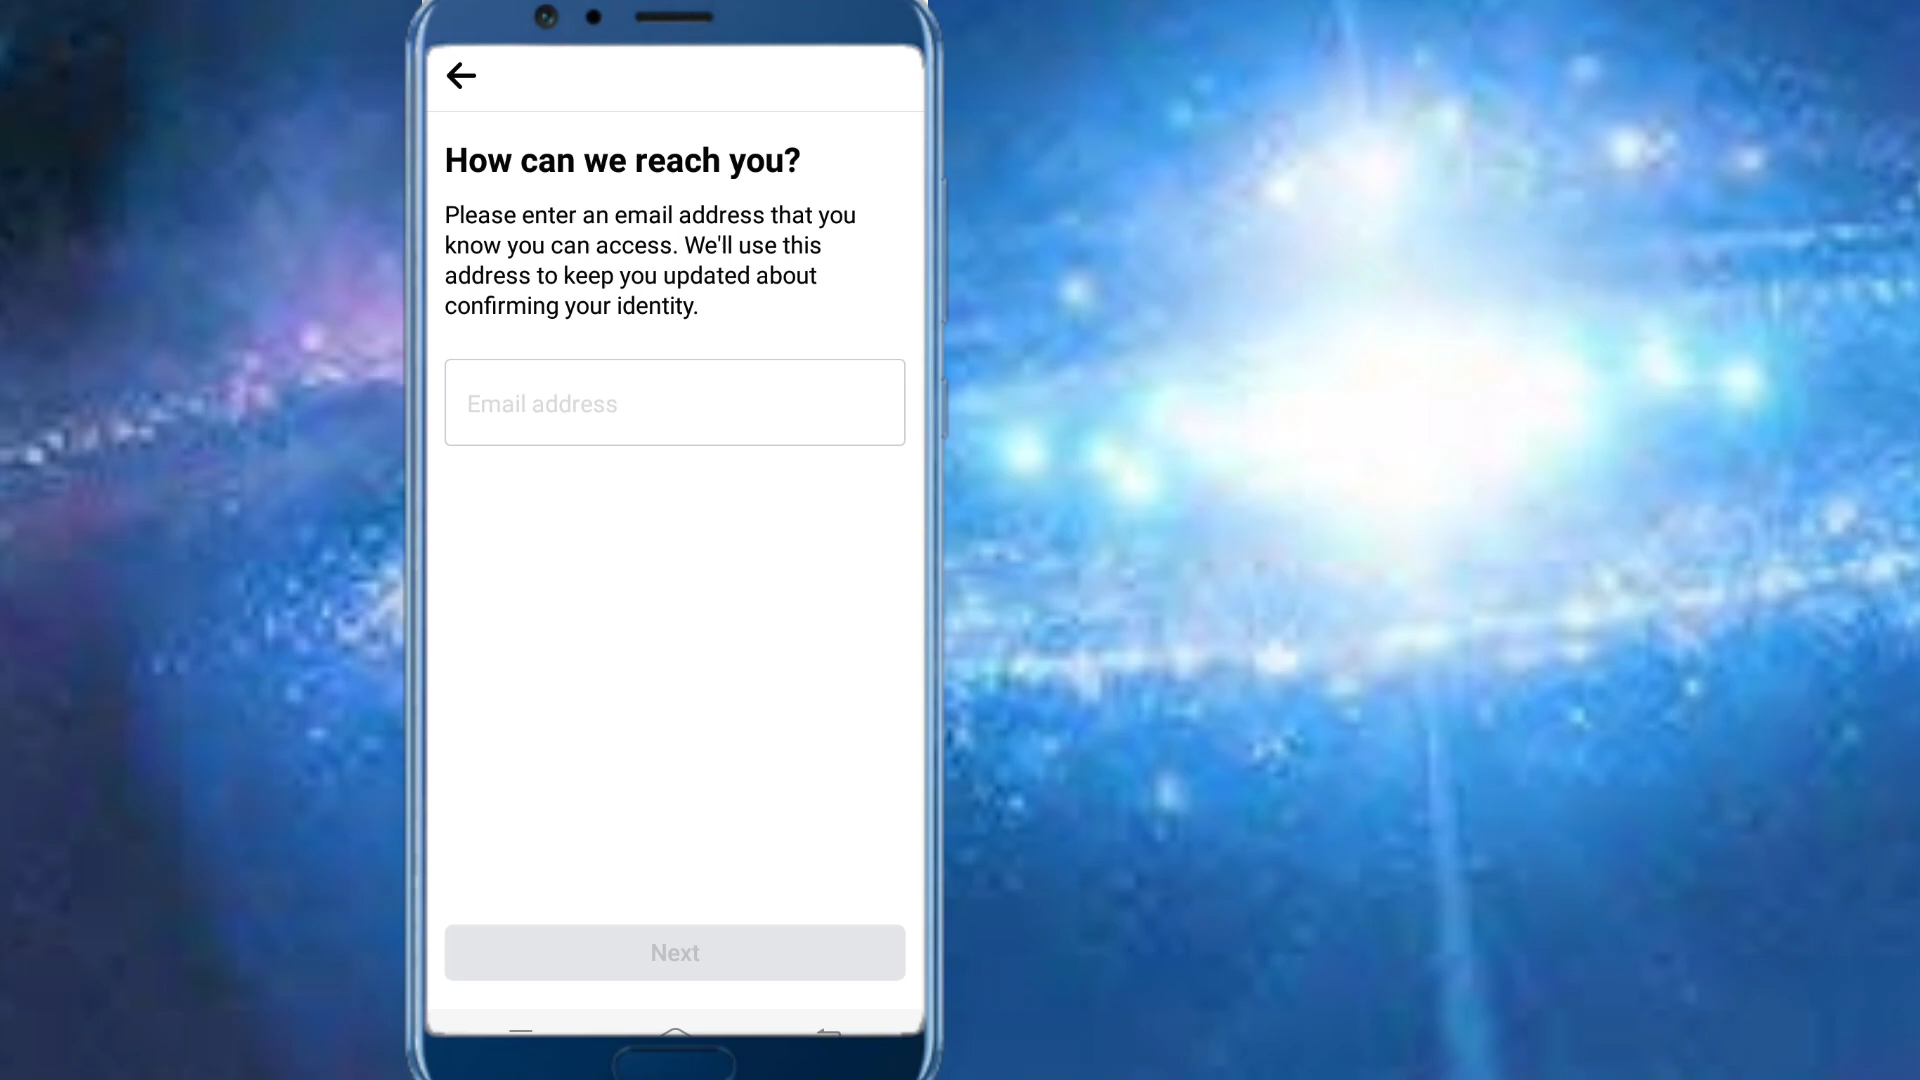 How can we reach you?
Please enter an email address that you
know you can access. We'll use this
address to keep you updated about
confirming your identity.
Email address
Next